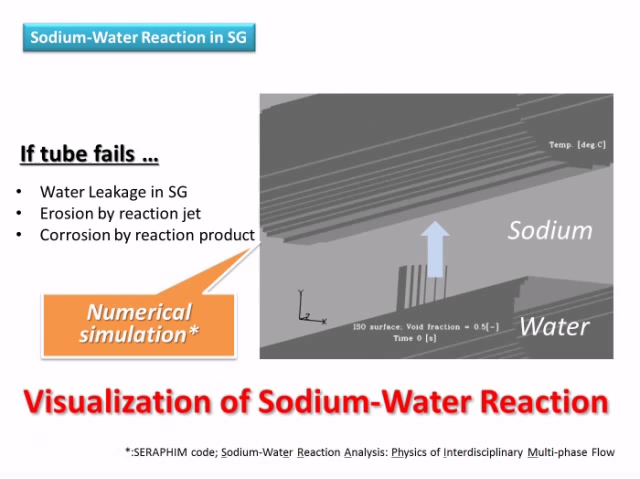 Sodium-Water Reaction in SG
If tube fails ...
• Water Leakage in SG
• Erosion by reaction jet
• Corrosion by reaction product
Numerical
simulation*
Temp. [deg.C]
Sodium
Y
Z
X
ISO surface; Void fraction = 0.5[-]
Time 0 [s]
Water
Visualization of Sodium-Water Reaction
*:SERAPHIM code; Sodium-Water Reaction Analysis: Physics of Interdisciplinary Multi-phase Flow